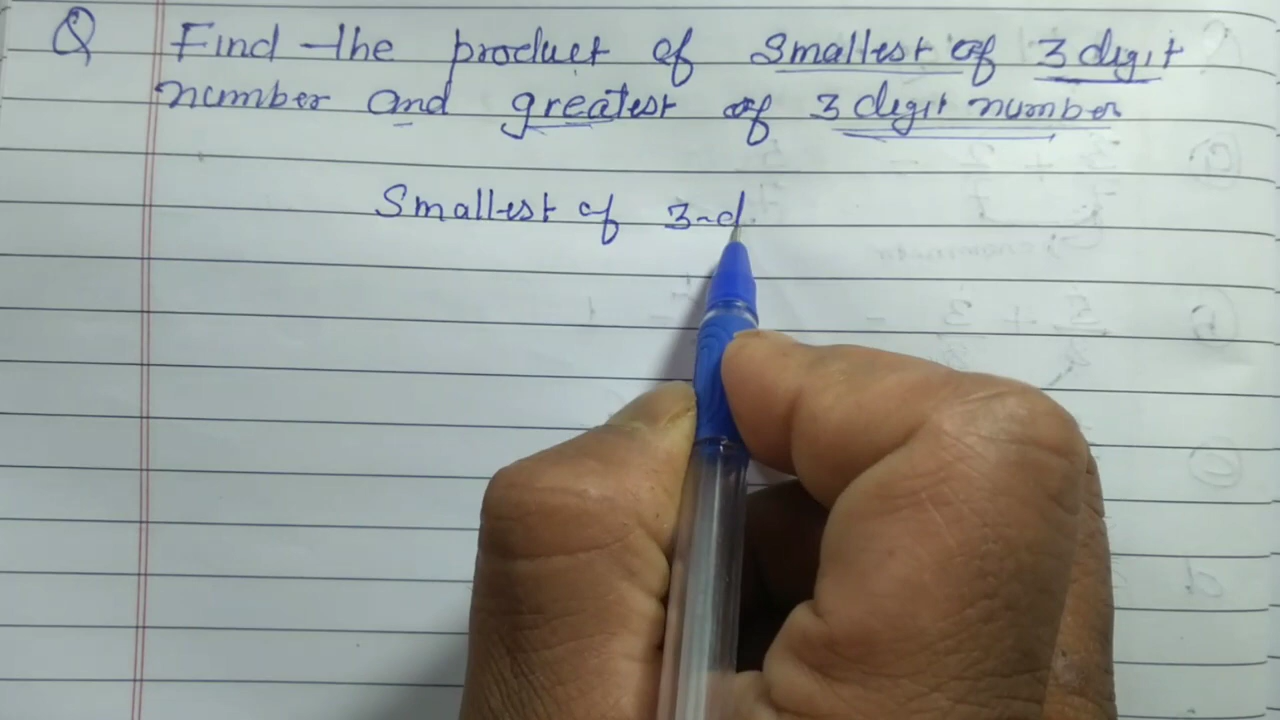 Q Find the product of smallest of 3 digit
number and greatest of 3 digit number
Smallest of 3-d